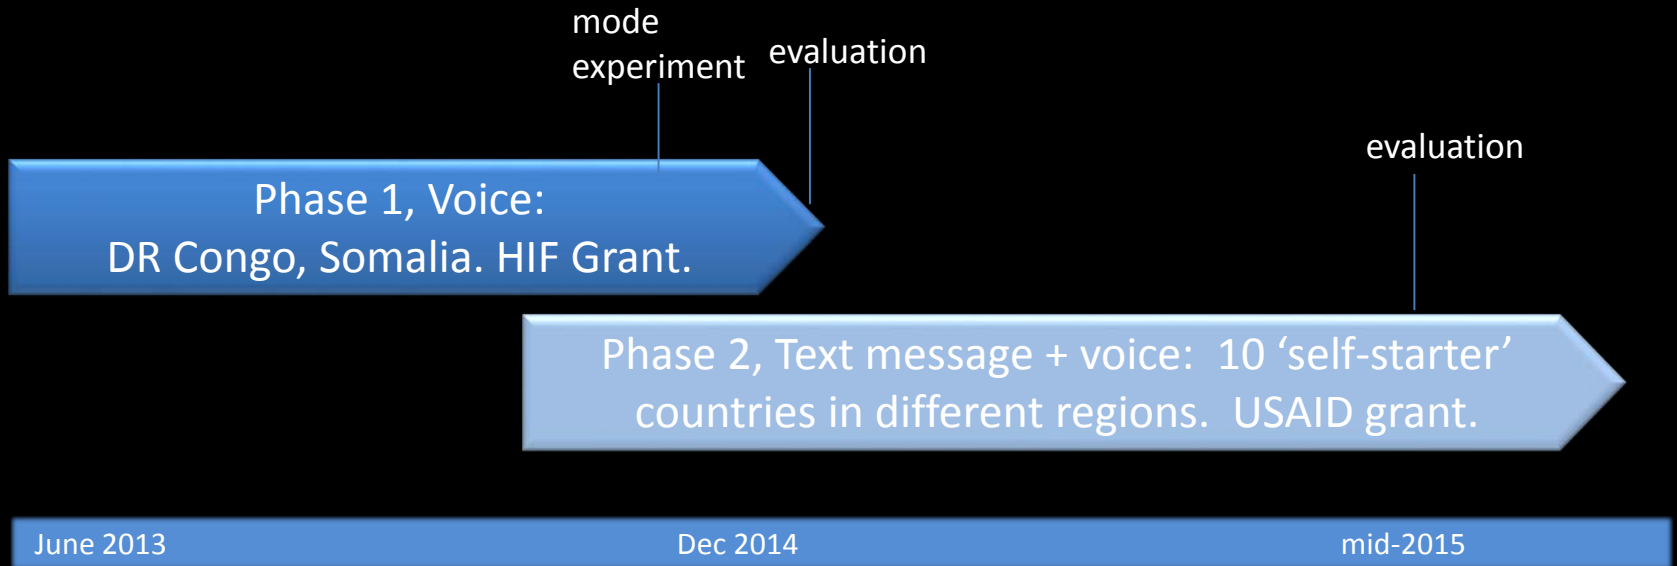 mode
experiment
evaluation
evaluation
Phase 1, Voice:
DR Congo, Somalia. HIF Grant.
Phase 2, Text message + voice:  10 ‘self-starter’
countries in different regions.  USAID grant.
June 2013
Dec 2014
mid-2015